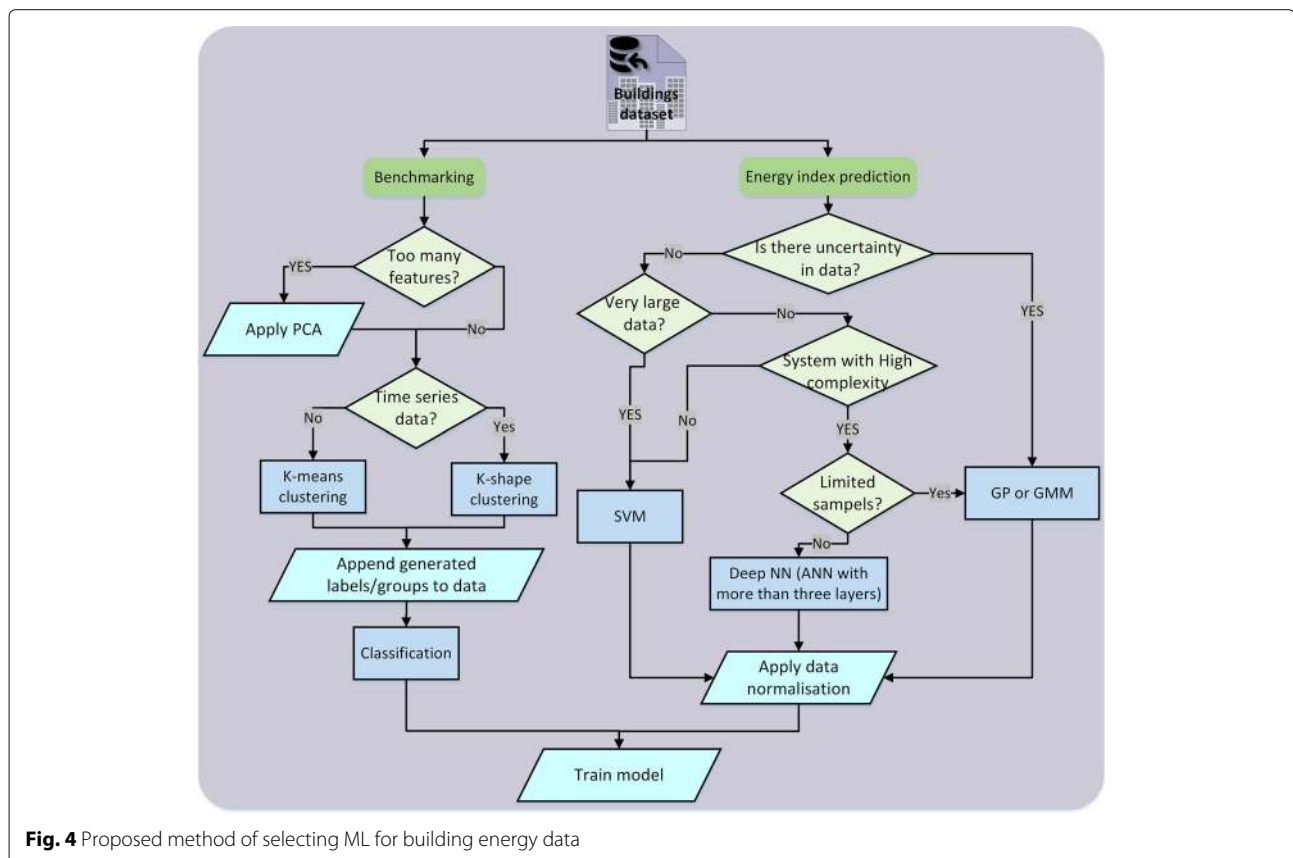 Buildings
dataset
Benchmarking
Energy index prediction
Too many
features?
Is there uncertainty
in data?
YES
No
No
YES
Apply PCA
Very large
data?
No
System with High
complexity
Time series
data?
No
Yes
YES
No
YES
K-means
clustering
K-shape
clustering
Limited
sampels?
Yes
GP or GMM
SVM
No
Append generated
labels/groups to data
Deep NN (ANN with
more than three layers)
Classification
Apply data
normalisation
Train model
Fig. 4 Proposed method of selecting ML for building energy data